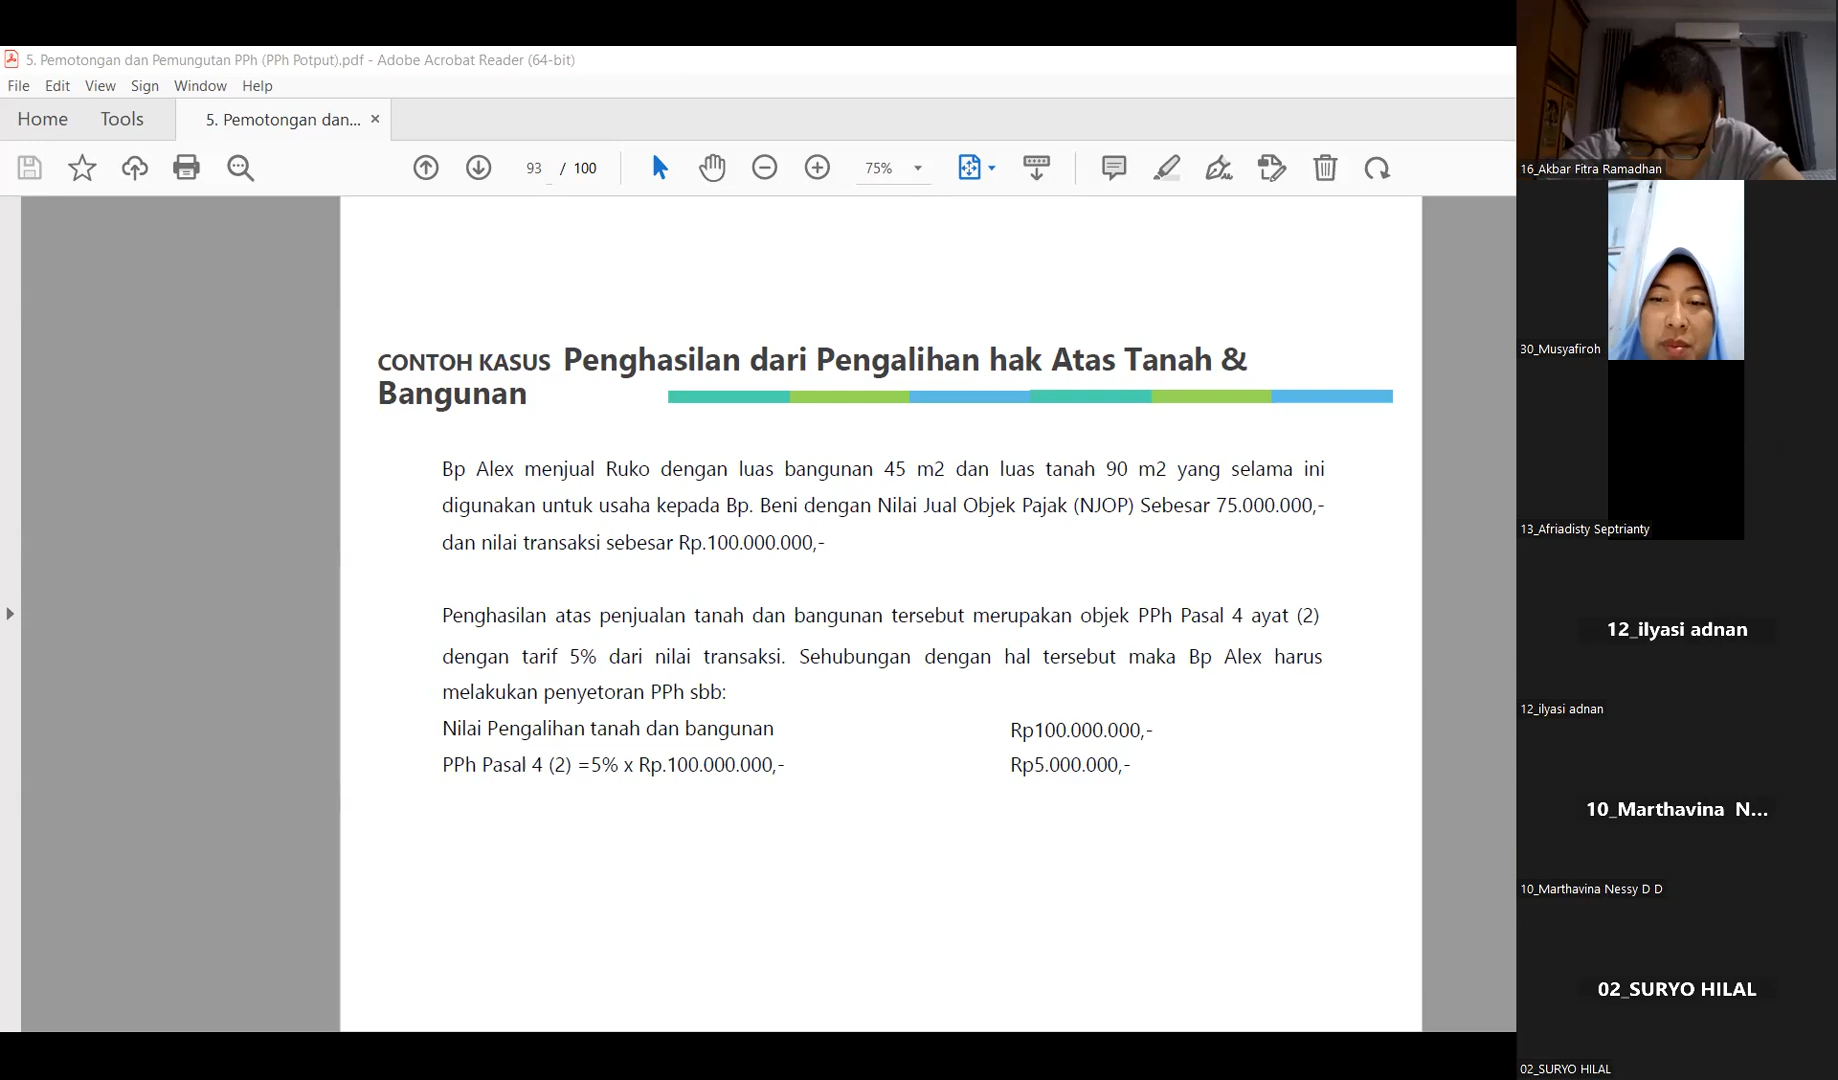 5. Pemotongan dan Pemungutan PPh (PPh Potput).pdf - Adobe Acrobat Reader (64-bit)
File Edit View Sign Window Help
Home Tools 5. Pemotongan dan... ×
93 / 100 75%
CONTOH KASUS Penghasilan dari Pengalihan hak Atas Tanah &
Bangunan
Bp Alex menjual Ruko dengan luas bangunan 45 m2 dan luas tanah 90 m2 yang selama ini
digunakan untuk usaha kepada Bp. Beni dengan Nilai Jual Objek Pajak (NJOP) Sebesar 75.000.000,-
dan nilai transaksi sebesar Rp.100.000.000,-
Penghasilan atas penjualan tanah dan bangunan tersebut merupakan objek PPh Pasal 4 ayat (2)
dengan tarif 5% dari nilai transaksi. Sehubungan dengan hal tersebut maka Bp Alex harus
melakukan penyetoran PPh sbb:
Nilai Pengalihan tanah dan bangunan Rp100.000.000,-
PPh Pasal 4 (2) =5% x Rp.100.000.000,- Rp5.000.000,-
16_Akbar Fitra Ramadhan
30_Musyafiroh
13_Afriadisty Septrianty
12_ilyasi adnan
12_ilyasi adnan
10_Marthavina N...
10_Marthavina Nessy D D
02_SURYO HILAL
02_SURYO HILAL